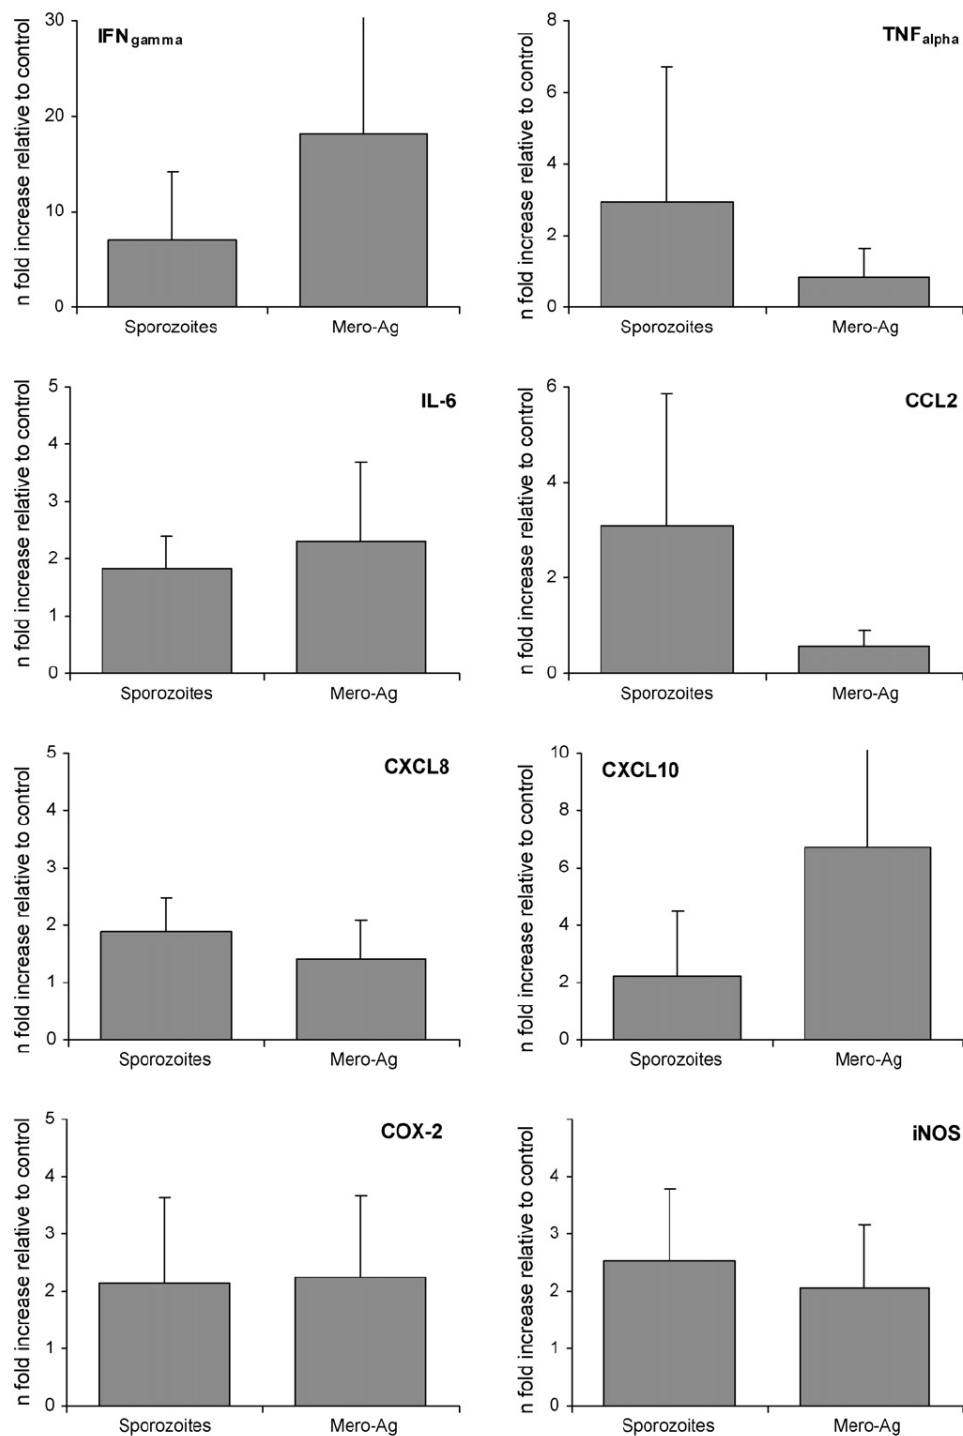 n fold increase relative to control
30
20
10
0
IFN gamma
Sporozoites
Mero-Ag
n fold increase relative to control
8
6
4
2
0
TNF alpha
Sporozoites
Mero-Ag
n fold increase relative to control
5
4
3
2
1
0
IL-6
Sporozoites
Mero-Ag
n fold increase relative to control
6
4
2
0
CCL2
Sporozoites
Mero-Ag
n fold increase relative to control
5
4
3
2
1
0
CXCL8
Sporozoites
Mero-Ag
n fold increase relative to control
10
8
6
4
2
0
CXCL10
Sporozoites
Mero-Ag
n fold increase relative to control
5
4
3
2
1
0
COX-2
Sporozoites
Mero-Ag
n fold increase relative to control
4
3
2
1
0
iNOS
Sporozoites
Mero-Ag